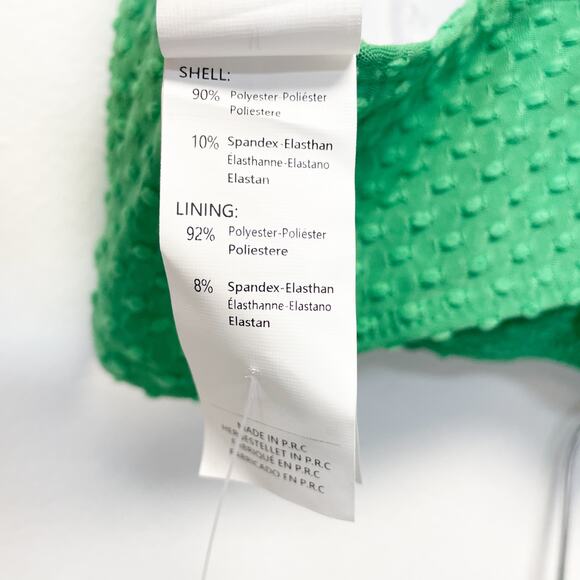 SHELL:
90% Polyester-Poliéster
Poliestere
10% Spandex-Elasthan
Élasthanne-Elastano
Elastan
LINING:
92% Polyester-Poliéster
Poliestere
8% Spandex-Elasthan
Élasthanne-Elastano
Elastan
MADE IN P.R.C
HERGESTELLET IN P.R.C
FABRIQUÉ EN P.R.C
FABRICADO EN P.R.C